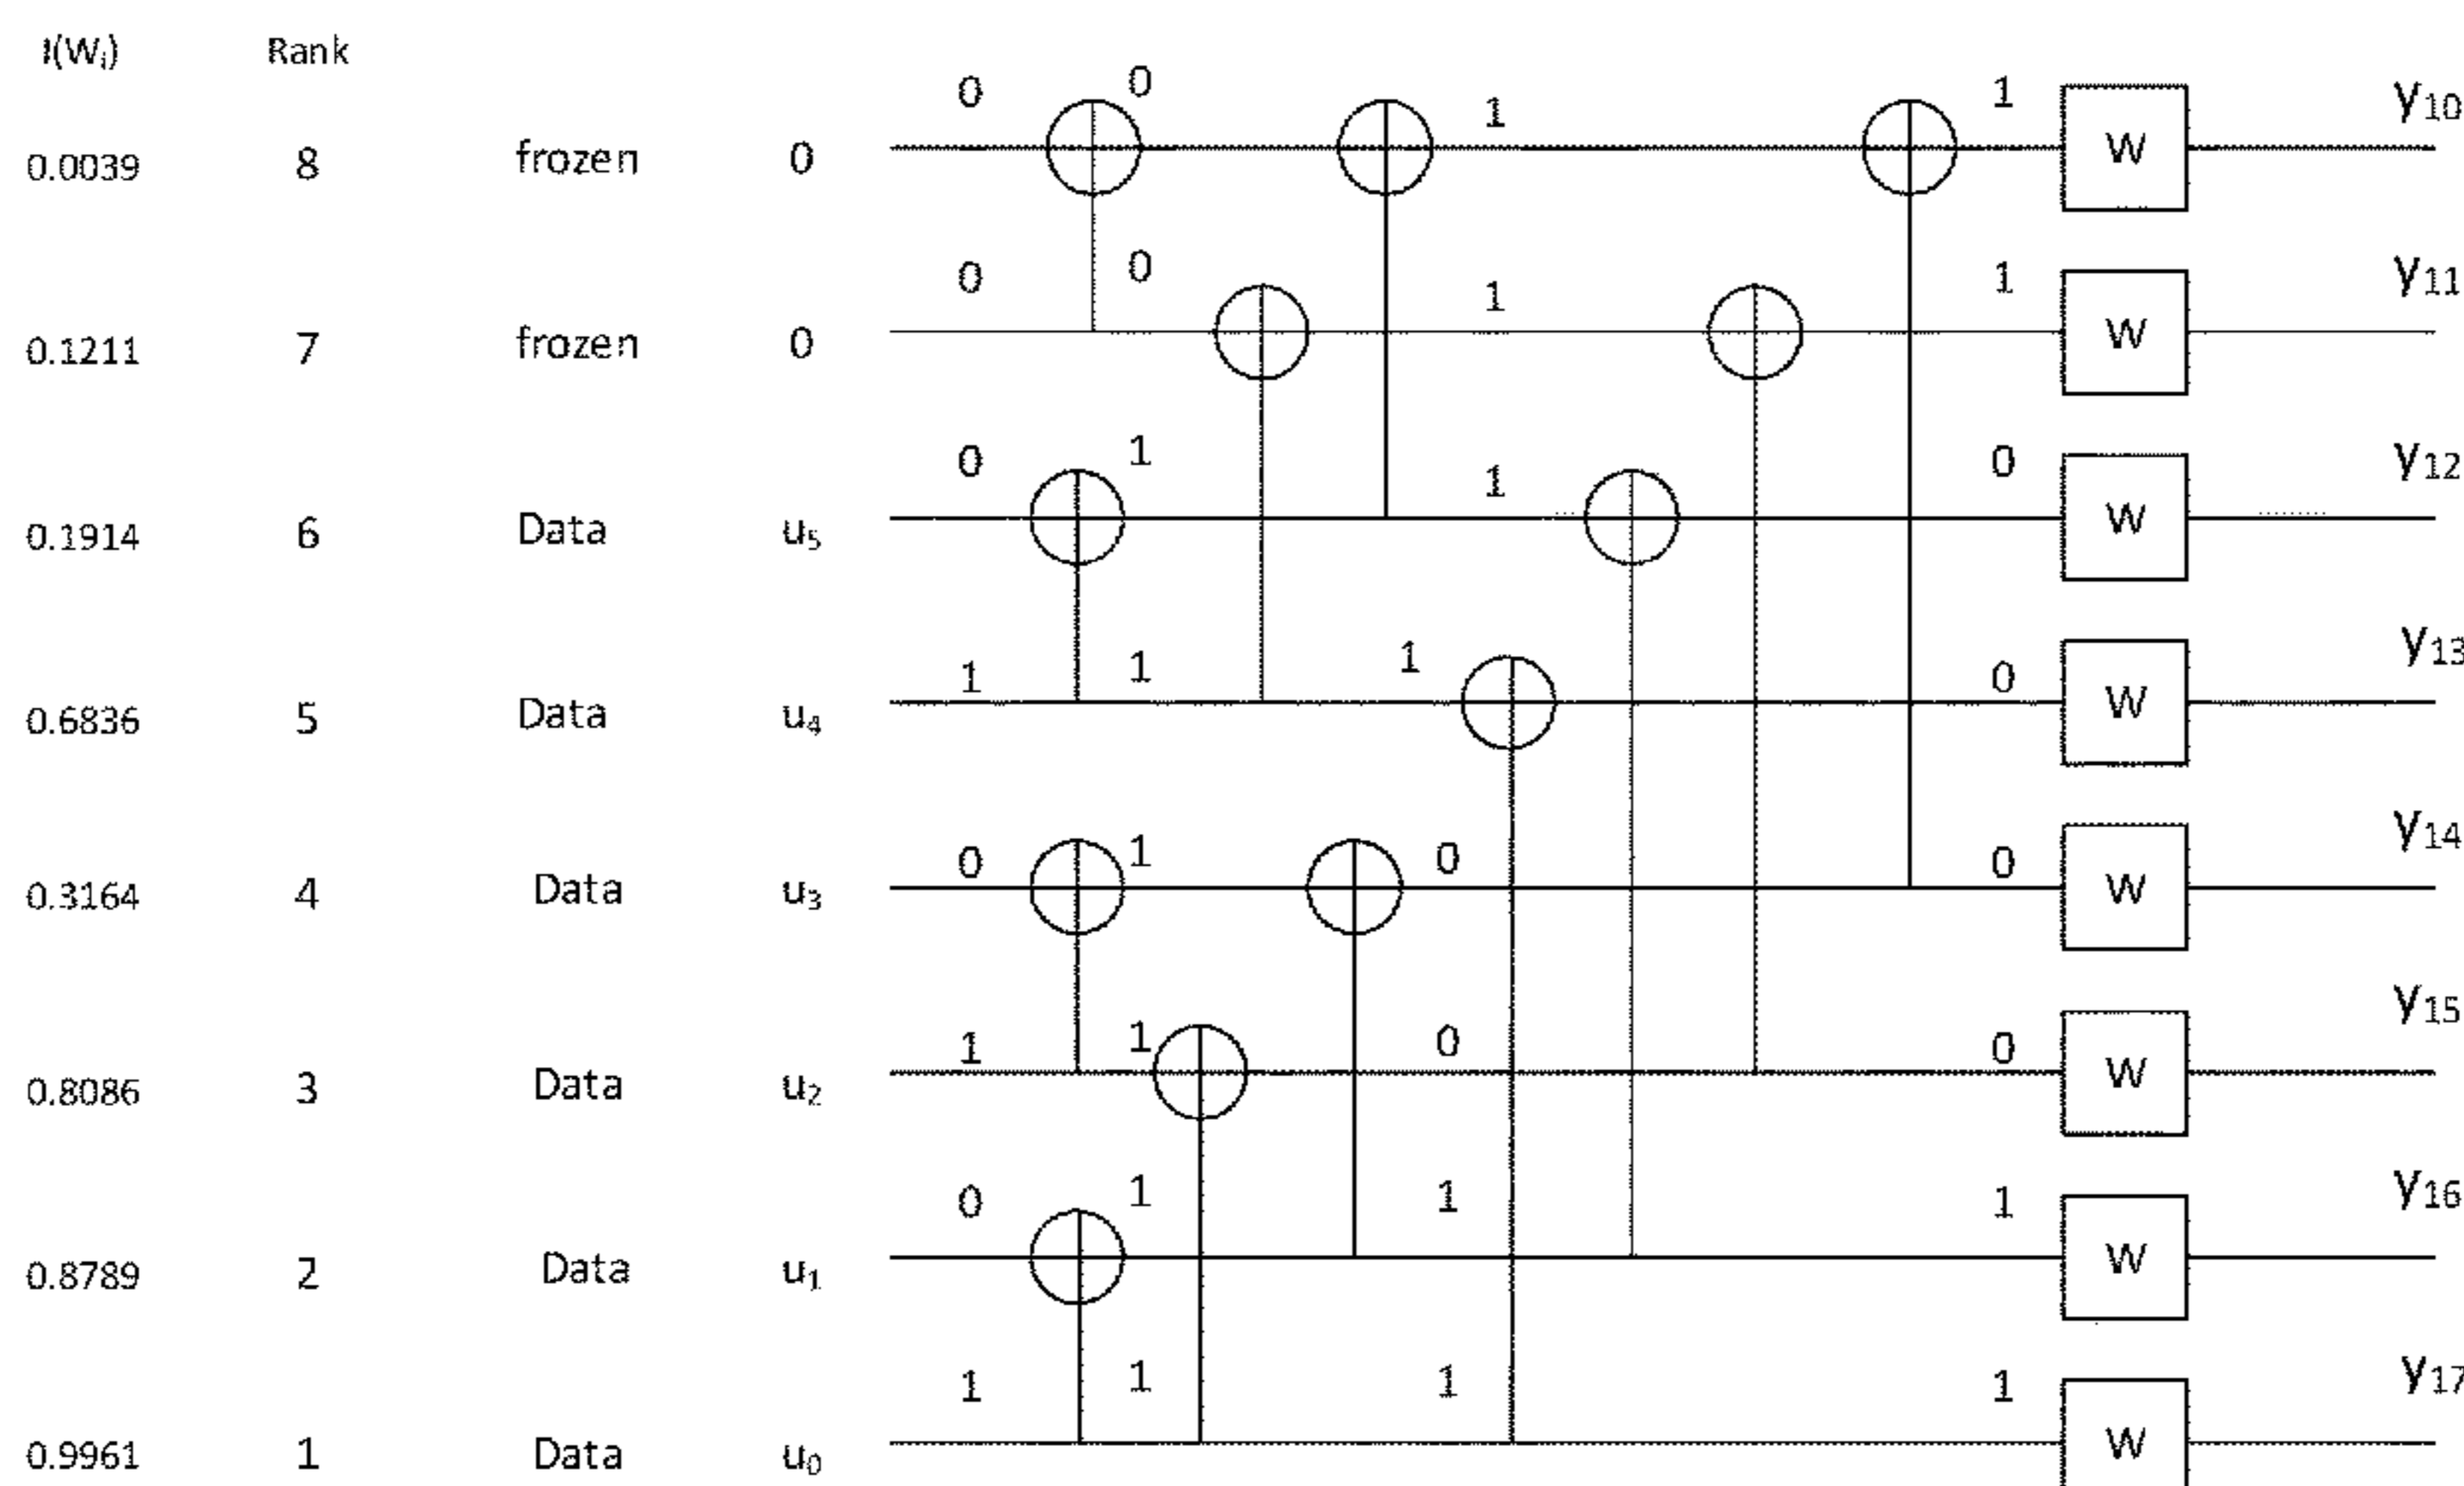 I(Wᵢ) Rank
0 0 1 1 y₁₀
0.0039 8 frozen 0 W
0 0 1 1 y₁₁
0.1211 7 frozen 0 W
0 1 1 0 y₁₂
0.1914 6 Data u₅ W
1 1 1 0 y₁₃
0.6836 5 Data u₄ W
0 1 0 0 y₁₄
0.3164 4 Data u₃ W
1 1 0 0 y₁₅
0.8086 3 Data u₂ W
0 1 1 1 y₁₆
0.8789 2 Data u₁ W
1 1 1 1 y₁₇
0.9961 1 Data u₀ W